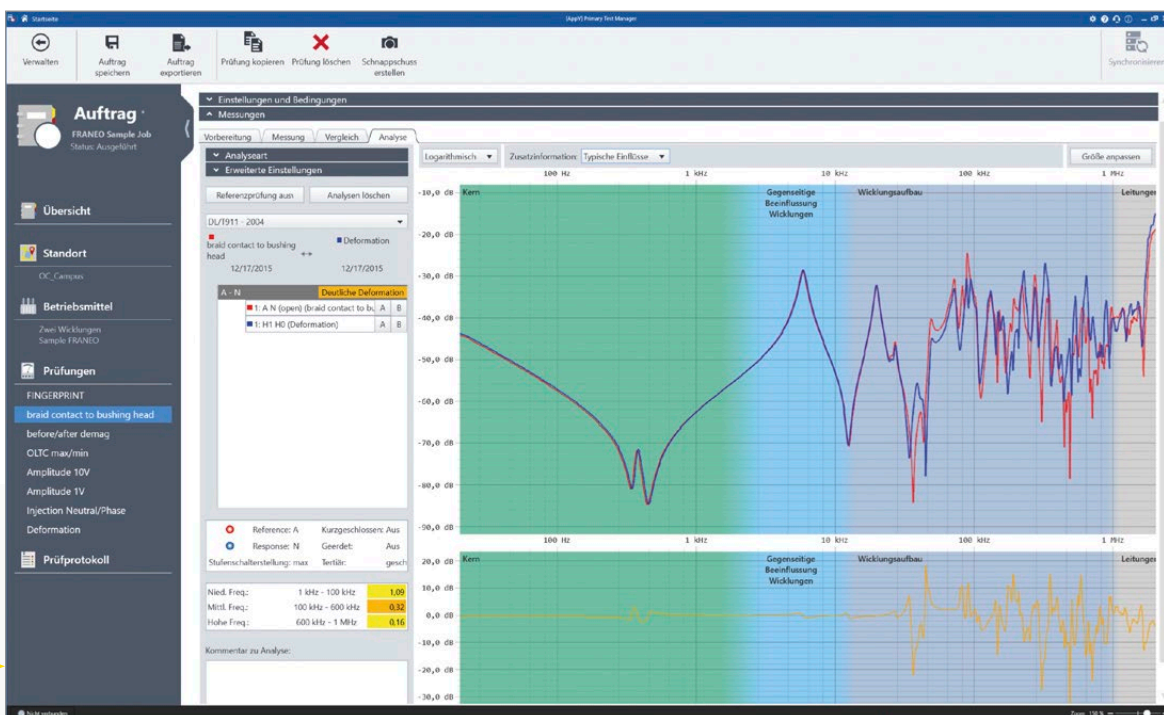 Startseite
[AppY] Primary Test Manager
Verwalten
Auftrag speichern
Auftrag exportieren
Prüfung kopieren
Prüfung löschen
Schnappschuss erstellen
Synchronisieren
Auftrag
FRANEO Sample Job
Status: Ausgeführt
Übersicht
Standort
OC_Campus
Betriebsmittel
Zwei Wicklungen
Sample FRANEO
Prüfungen
FINGERPRINT
braid contact to bushing head
before/after demag
OLTC max/min
Amplitude 10V
Amplitude 1V
Injection Neutral/Phase
Deformation
Prüfprotokoll
Nicht verbunden
Einstellungen und Bedingungen
Messungen
Vorbereitung Messung Vergleich Analyse
Analyseart
Erweiterte Einstellungen
Referenzprüfung ausw Analysen löschen
DL/T911 - 2004
braid contact to bushing head
Deformation
12/17/2015 12/17/2015
A - N Deutliche Deformation
1: A N (open) (braid contact to bu A B
1: H1 H0 (Deformation) A B
Reference: A Kurzgeschlossen: Aus
Response: N Geerdet: Aus
Stufenschalterstellung: max Tertiär: gesch
Nied. Freq.: 1 kHz - 100 kHz 1,09
Mittl. Freq.: 100 kHz - 600 kHz 0,32
Hohe Freq.: 600 kHz - 1 MHz 0,16
Kommentar zu Analyse:
Logarithmisch Zusatzinformation: Typische Einflüsse Größe anpassen
100 Hz 1 kHz 10 kHz 100 kHz 1 MHz
Kern
Gegenseitige Beeinflussung Wicklungen
Wicklungsaufbau
Leitungen
-10,0 dB
-20,0 dB
-30,0 dB
-40,0 dB
-50,0 dB
-60,0 dB
-70,0 dB
-80,0 dB
-90,0 dB
100 Hz 1 kHz 10 kHz 100 kHz 1 MHz
Kern
Gegenseitige Beeinflussung Wicklungen
Wicklungsaufbau
Leitungen
20,0 dB
10,0 dB
0,0 dB
-10,0 dB
-20,0 dB
-30,0 dB